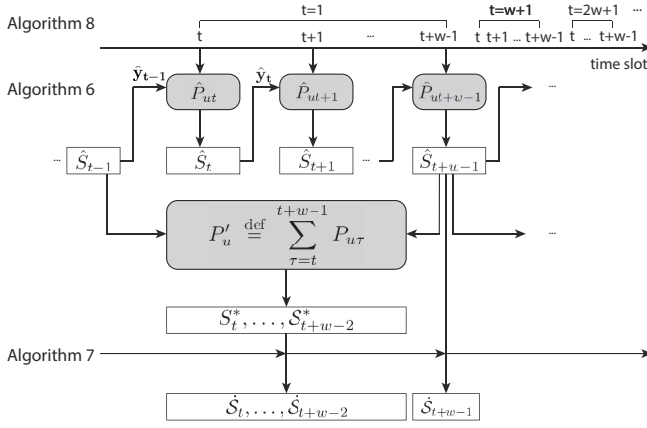 t=1 t=w+1 t=2w+1 ...
Algorithm 8
t t+1 ... t+w-1 t t+1 ... t+w-1 t ... t+w-1
time slot
Algorithm 6 ŷ_{t-1} P̂_{ut} ŷ_t P̂_{ut+1} P̂_{ut+w-1} ...
... Ŝ_{t-1} Ŝ_t Ŝ_{t+1} ... Ŝ_{t+u-1}
P'_u \stackrel{def}{=} \sum_{τ=t}^{t+w-1} P_{uτ} ...
S^*_t, ..., S^*_{t+w-2}
Algorithm 7
Ṡ_t, ..., Ṡ_{t+w-2} Ṡ_{t+w-1}